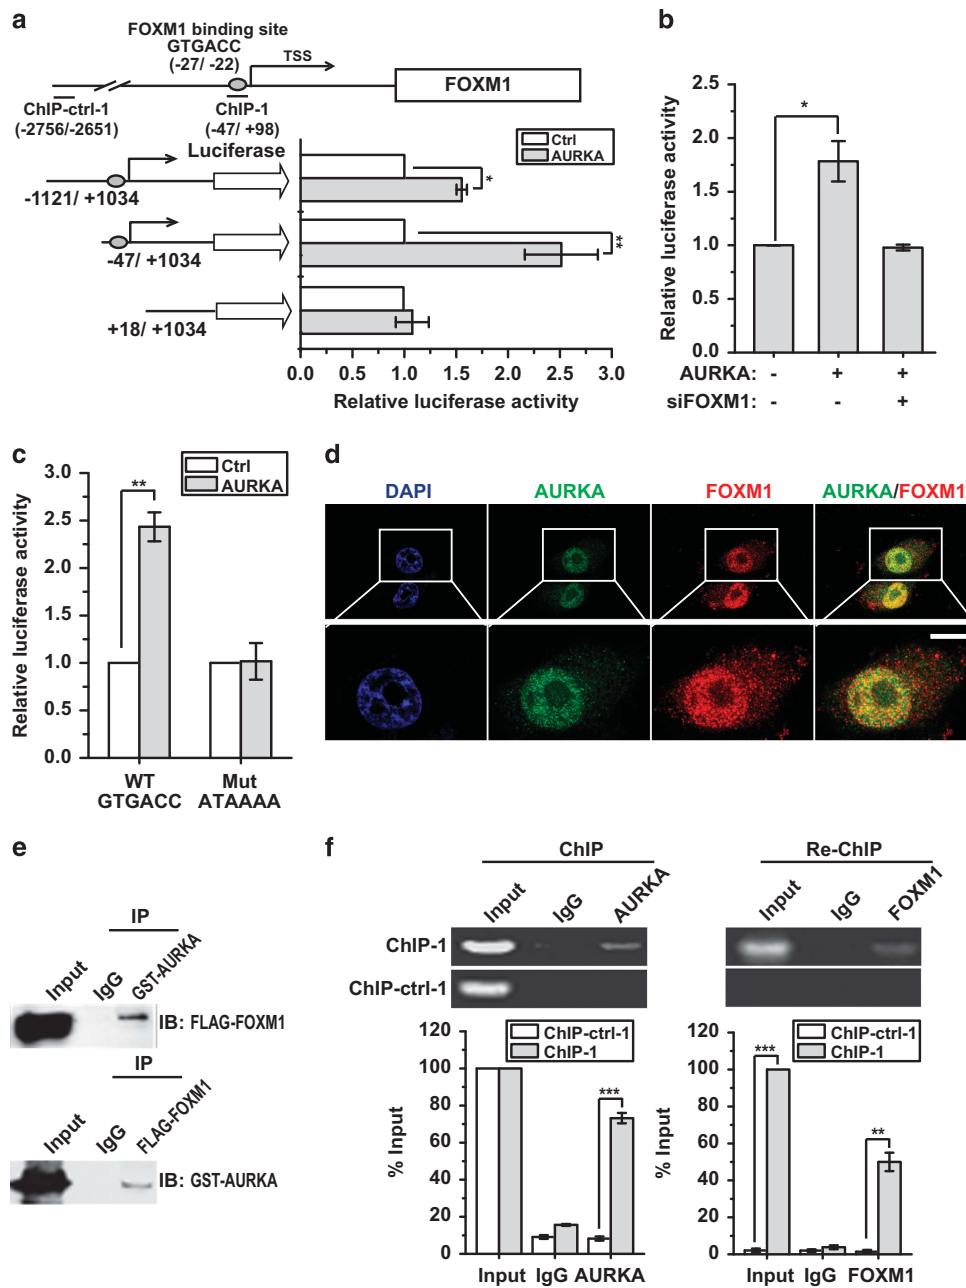 a
FOXM1 binding site
GTGACC
(-27/ -22)
TSS
FOXM1
ChIP-ctrl-1
(-2756/-2651)
ChIP-1
(-47/ +98)
Luciferase
Ctrl
AURKA
-1121/ +1034
*
-47/ +1034
**
+18/ +1034
0.0 0.5 1.0 1.5 2.0 2.5 3.0
Relative luciferase activity
b
Relative luciferase activity
2.5
2.0
1.5
1.0
0.5
0.0
*
AURKA: - + +
siFOXM1: - - +
c
Relative luciferase activity
3.0
2.5
2.0
1.5
1.0
0.5
0.0
Ctrl
AURKA
**
WT Mut
GTGACC ATAAAA
d
DAPI AURKA FOXM1 AURKA/FOXM1
e
IP
Input IgG GST-AURKA
IB: FLAG-FOXM1
IP
Input IgG FLAG-FOXM1
IB: GST-AURKA
f
ChIP
Input IgG AURKA
Re-ChIP
Input IgG FOXM1
ChIP-1
ChIP-ctrl-1
% Input
120
100
80
60
40
20
0
ChIP-ctrl-1
ChIP-1
***
Input IgG AURKA
% Input
120
100
80
60
40
20
0
ChIP-ctrl-1
ChIP-1
***
**
Input IgG FOXM1